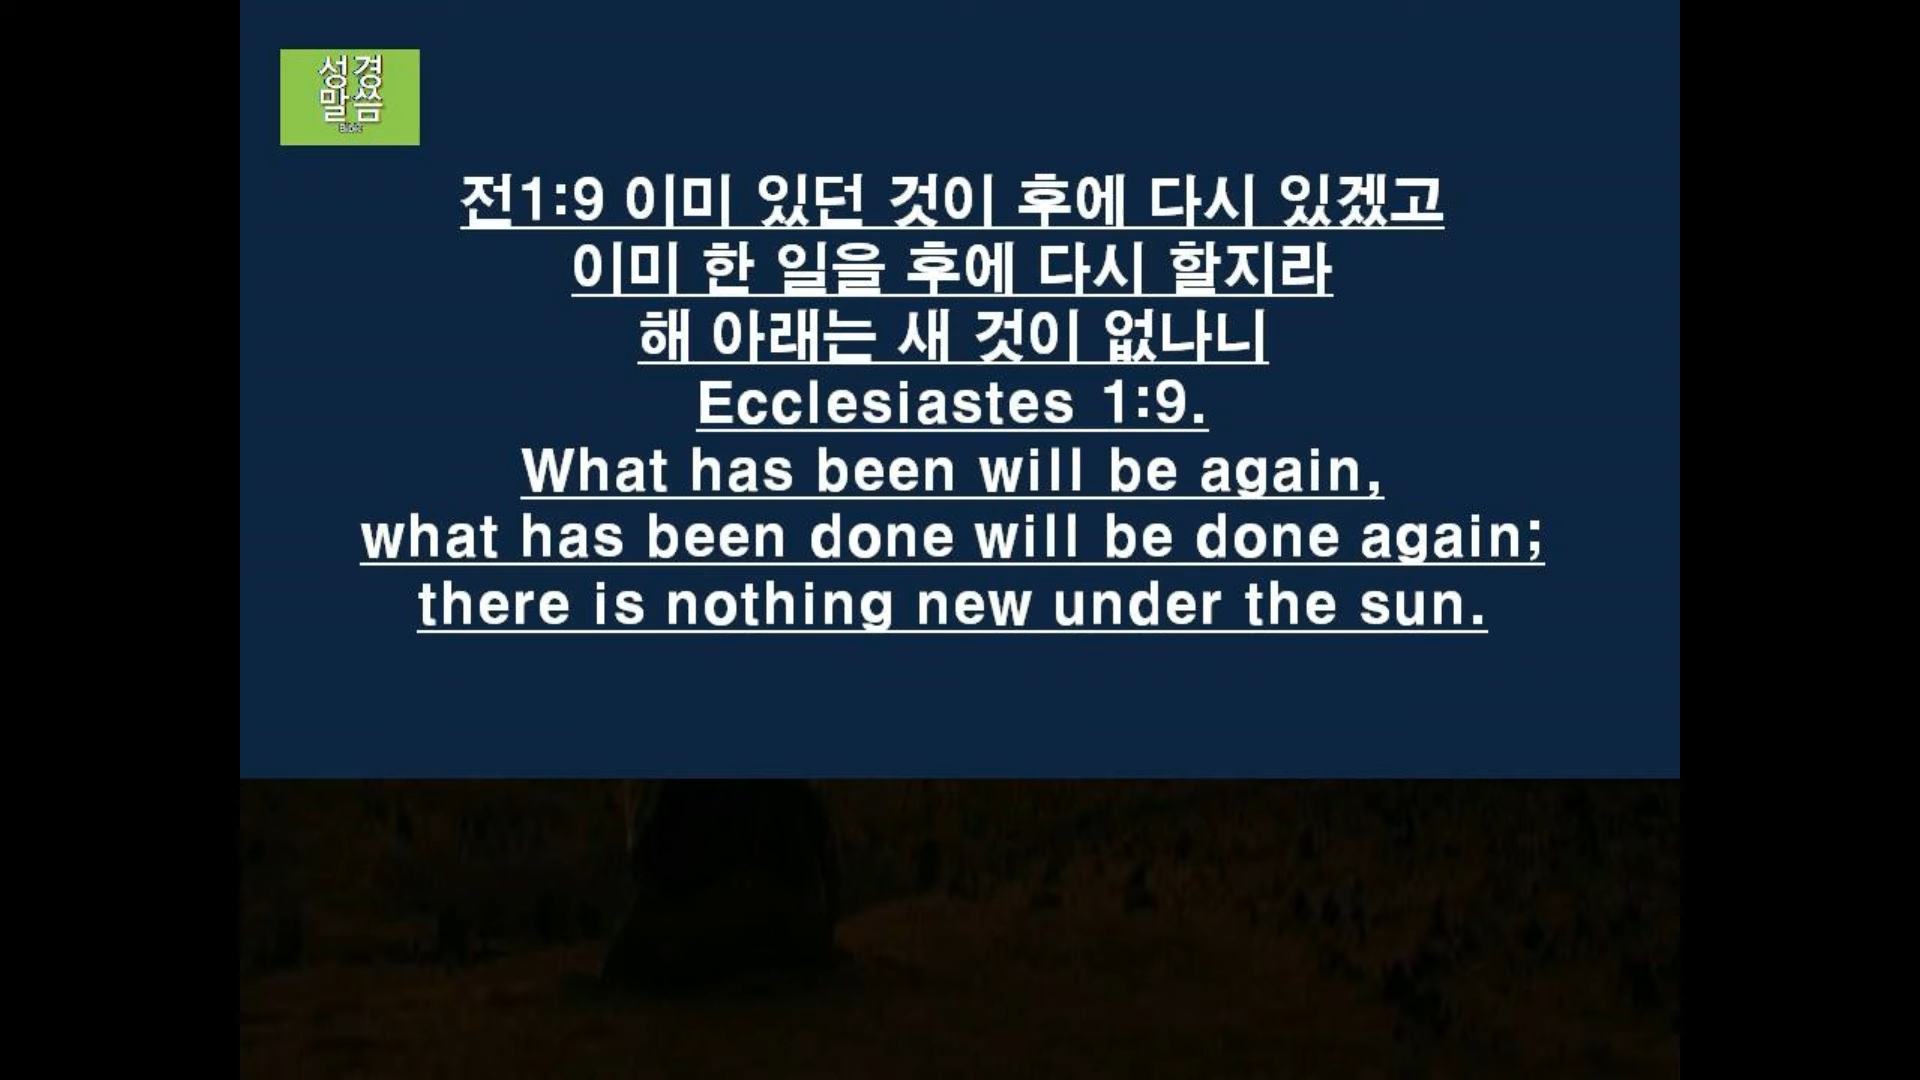 성경
말씀
Bible
전1:9 이미 있던 것이 후에 다시 있겠고
이미 한 일을 후에 다시 할지라
해 아래는 새 것이 없나니
Ecclesiastes 1:9.
What has been will be again,
what has been done will be done again;
there is nothing new under the sun.